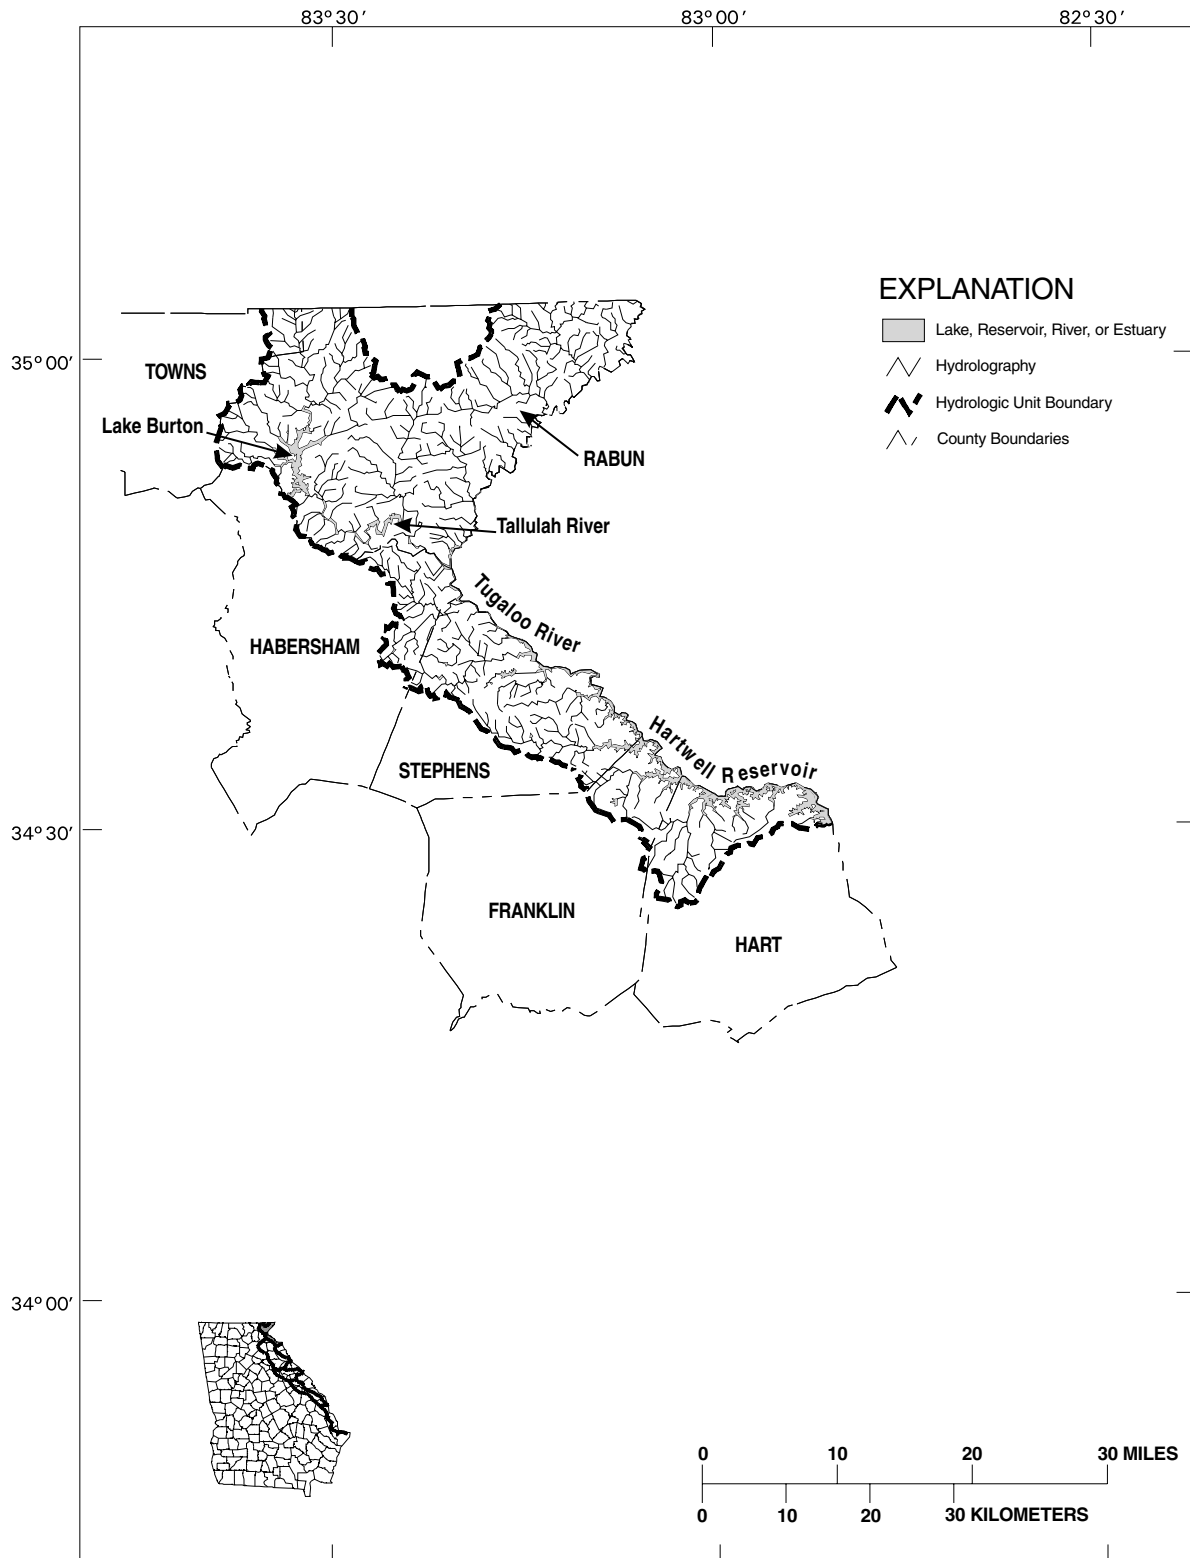 83° 30 ′
83° 00 ′
82° 30 ′
EXPLANATION
Lake, Reservoir, River, or Estuary
Hydrolography
Hydrologic Unit Boundary
County Boundaries
35° 00′
TOWNS
Lake Burton
RABUN
Tallulah River
Tugaloo River
HABERSHAM
Hartwell Reservoir
STEPHENS
34° 30 ′
FRANKLIN
HART
34° 00′
0 10 20 30 MILES
0 10 20 30 KILOMETERS